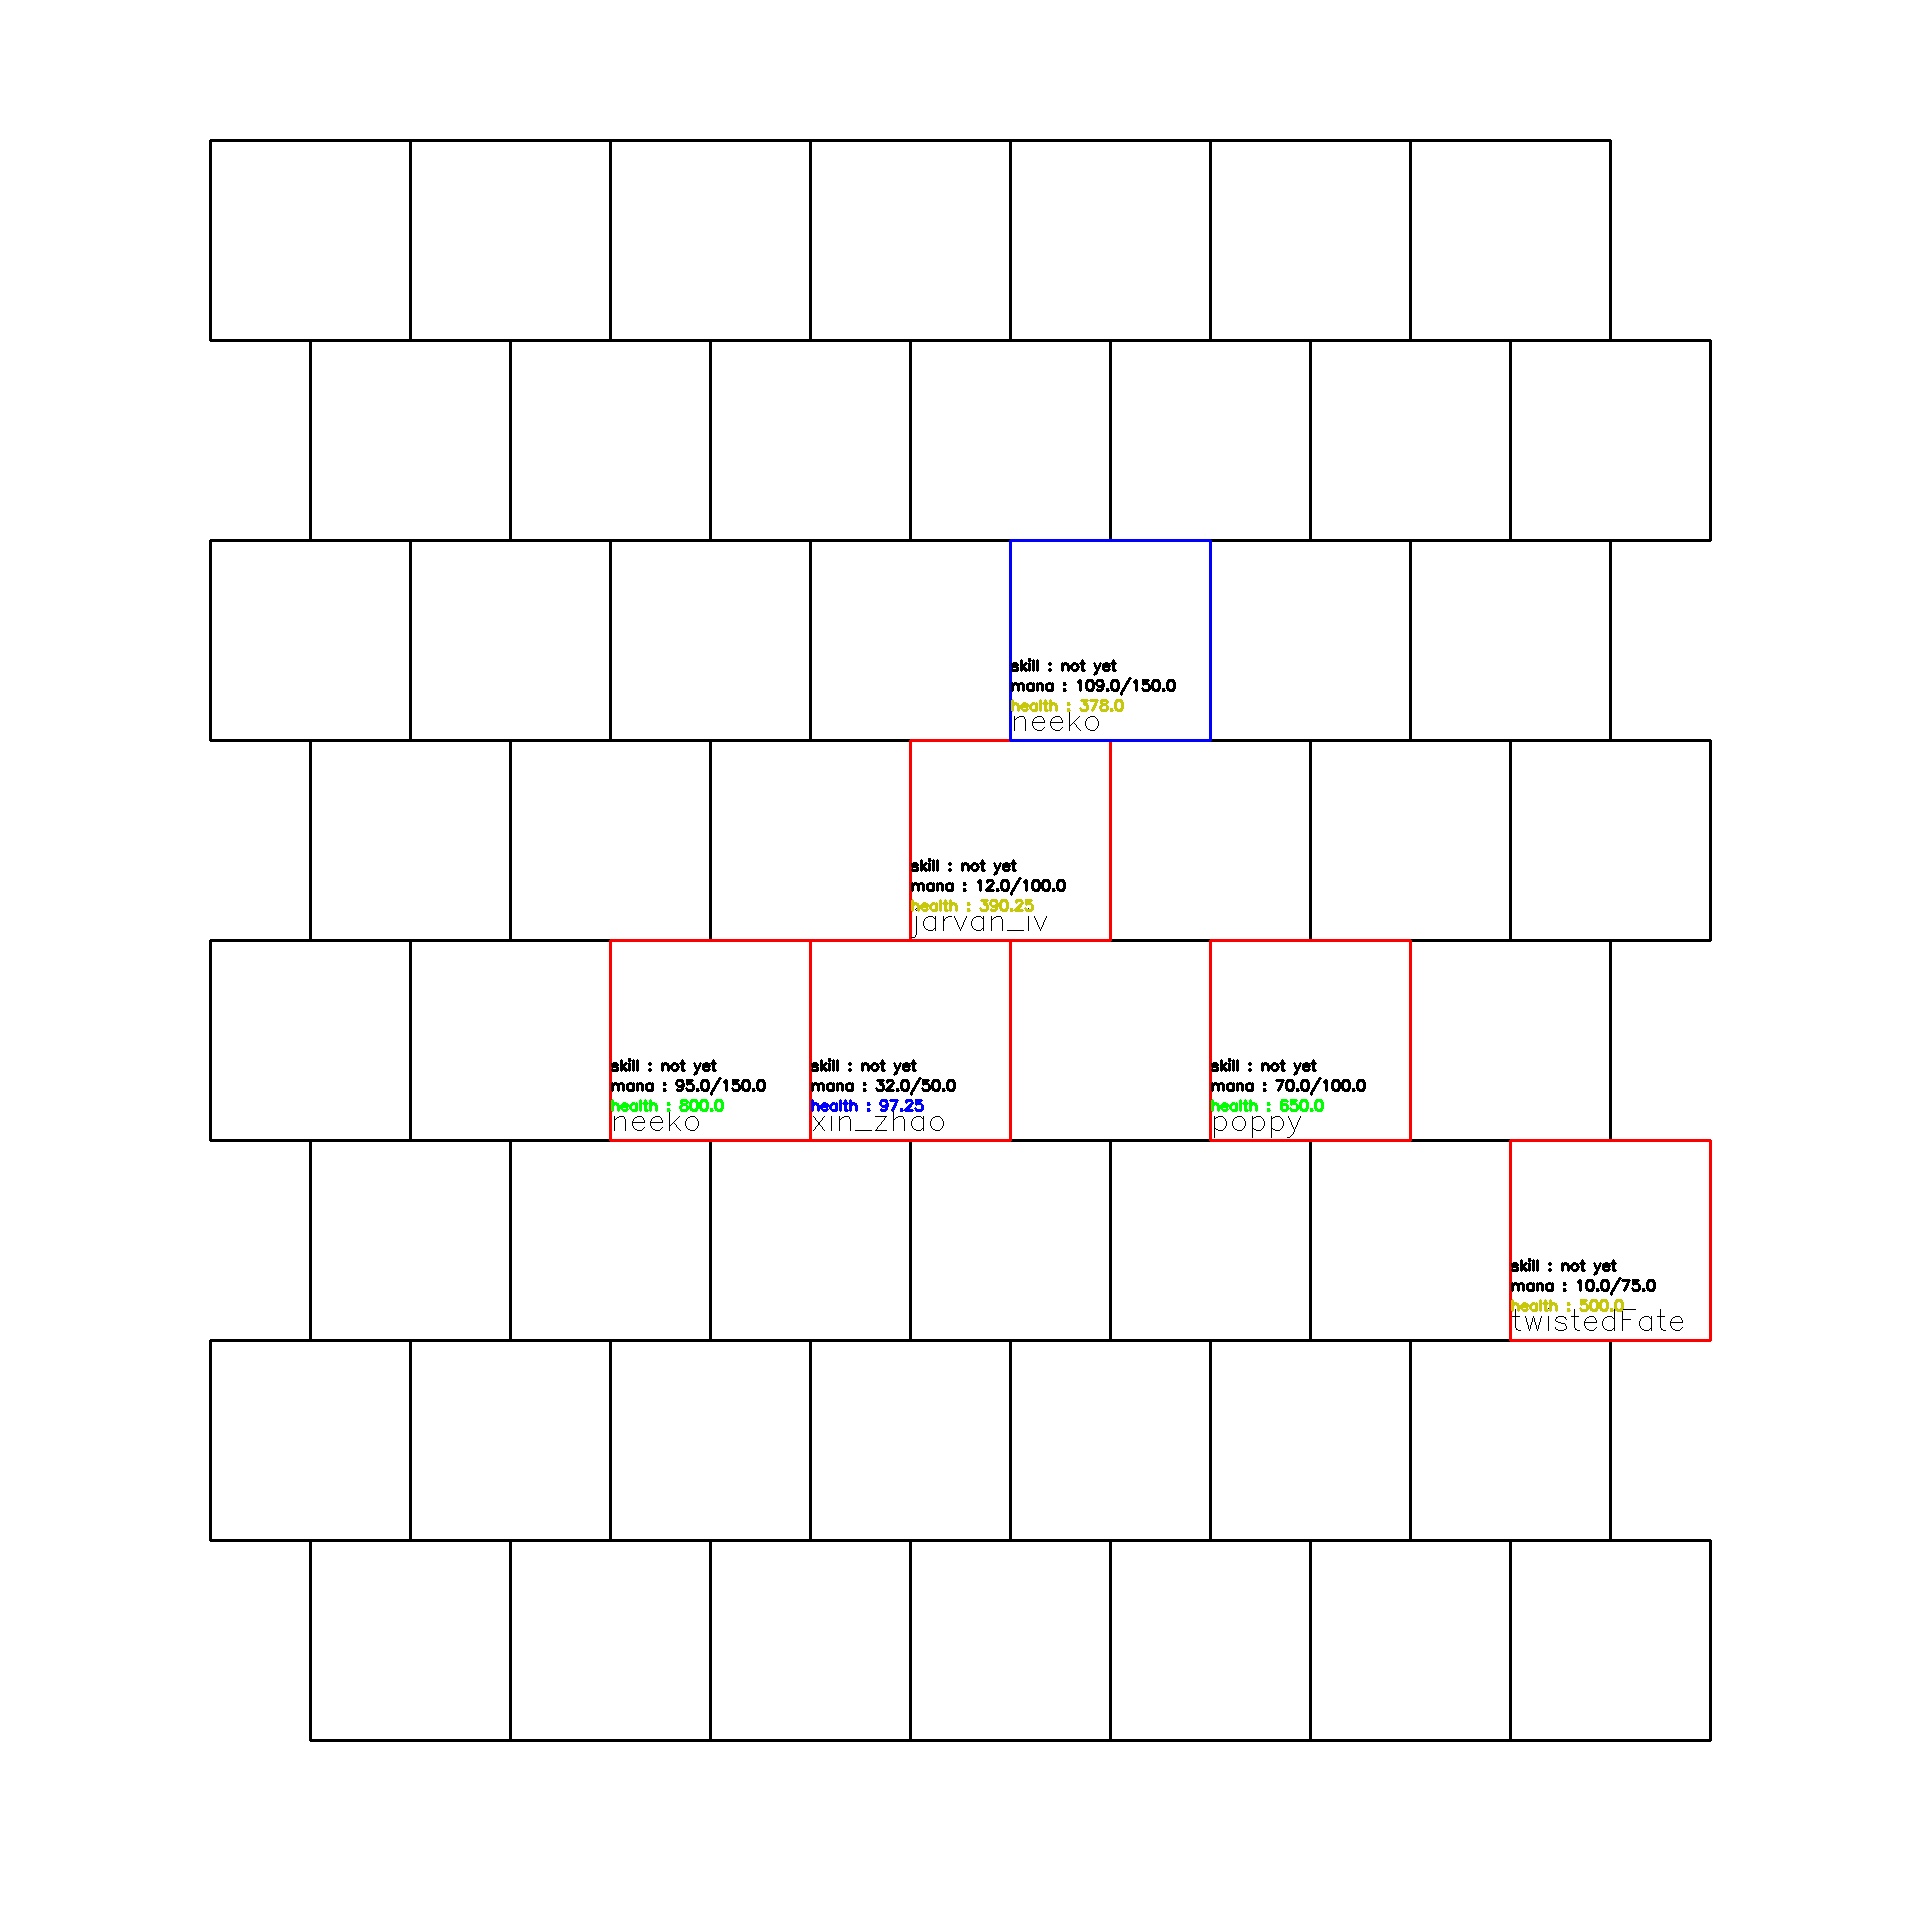 skill : not yet
mana : 109.0/150.0
health : 378.0
neeko
skill : not yet
mana : 12.0/100.0
health : 390.25
jarvan_iv
skill : not yet
mana : 95.0/150.0
health : 800.0
neeko
skill : not yet
mana : 32.0/50.0
health : 97.25
xin_zhao
skill : not yet
mana : 70.0/100.0
health : 650.0
poppy
skill : not yet
mana : 10.0/75.0
health : 500.0
twistedFate